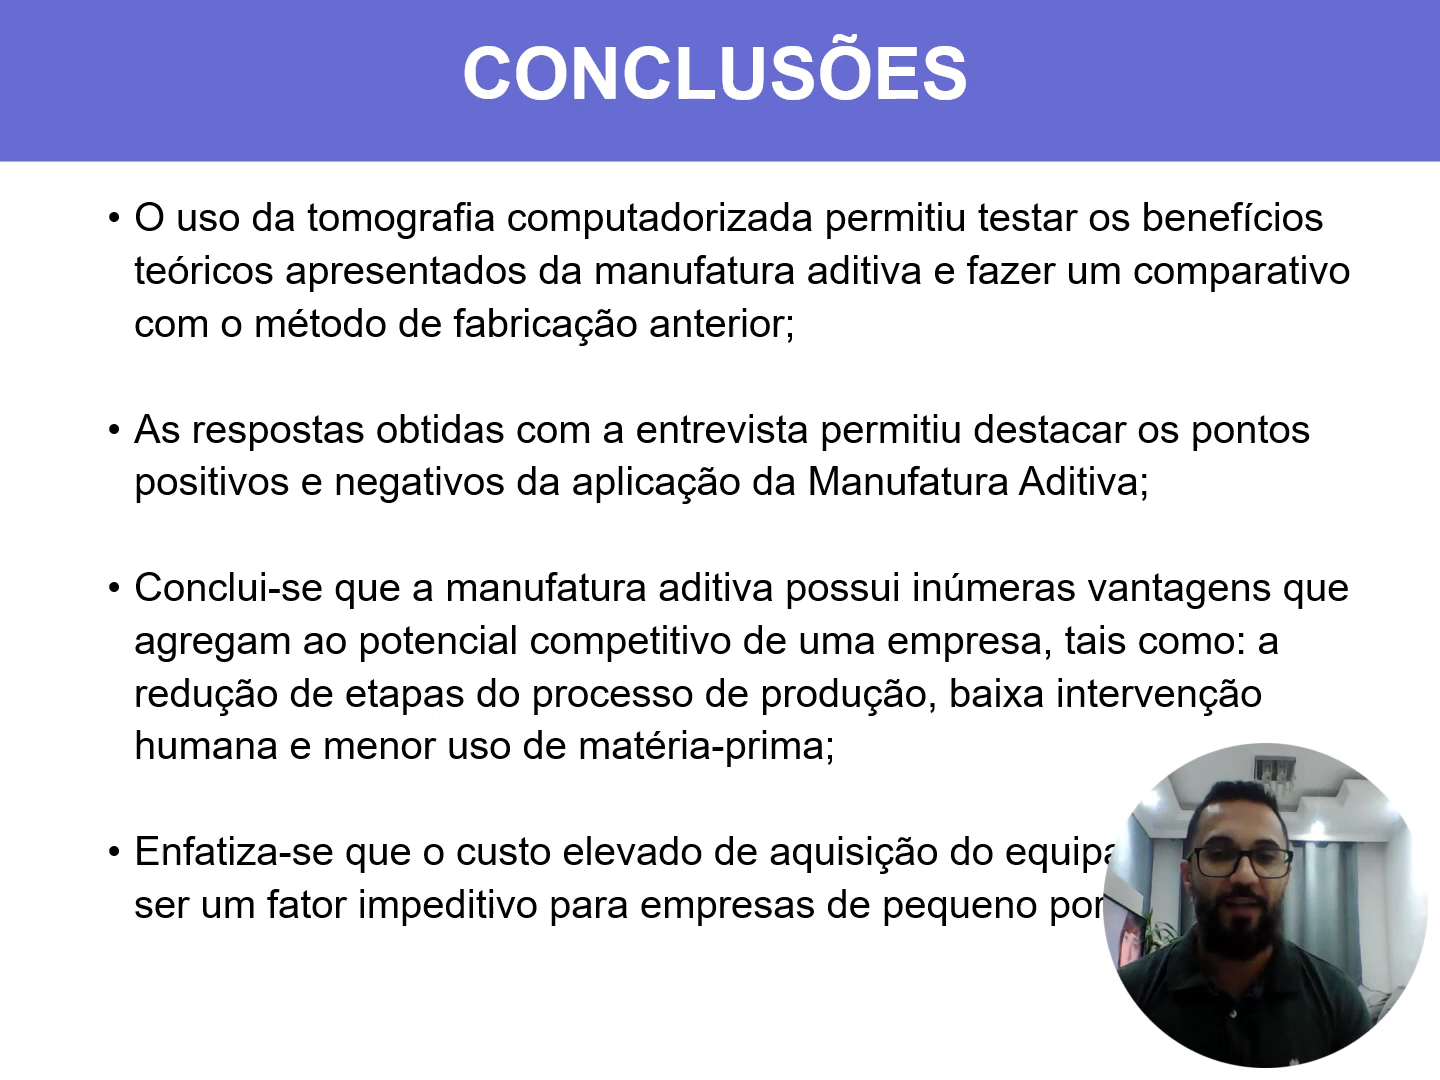 CONCLUSÕES
• O uso da tomografia computadorizada permitiu testar os benefícios
teóricos apresentados da manufatura aditiva e fazer um comparativo
com o método de fabricação anterior;
• As respostas obtidas com a entrevista permitiu destacar os pontos
positivos e negativos da aplicação da Manufatura Aditiva;
• Conclui-se que a manufatura aditiva possui inúmeras vantagens que
agregam ao potencial competitivo de uma empresa, tais como: a
redução de etapas do processo de produção, baixa intervenção
humana e menor uso de matéria-prima;
• Enfatiza-se que o custo elevado de aquisição do
ser um fator impeditivo para empresas de pequeno